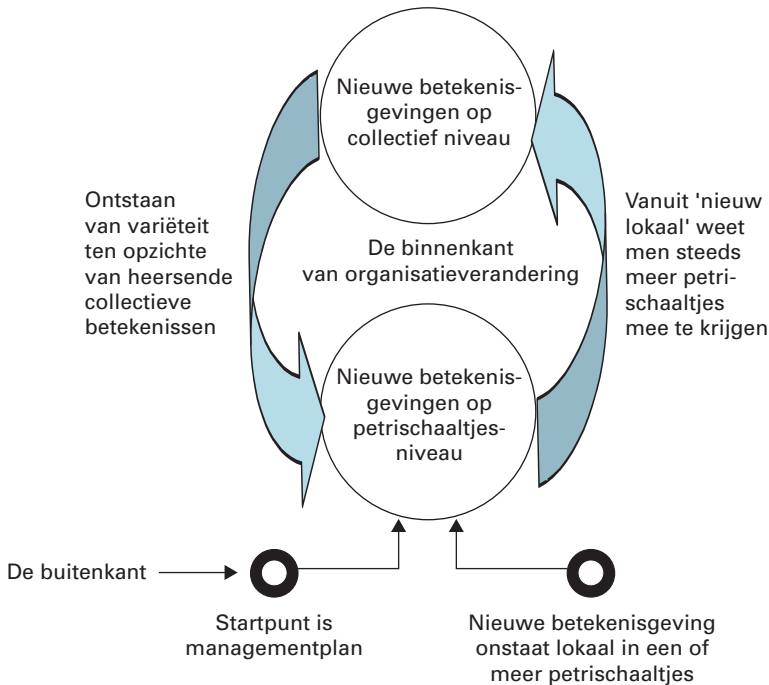 Nieuwe betekenis-
gevingen op
collectief niveau
Ontstaan
van variëteit
ten opzichte
van heersende
collectieve
betekenissen
De binnenkant
van organisatieverandering
Vanuit 'nieuw
lokaal' weet
men steeds
meer petri-
schaaltjes
mee te krijgen
Nieuwe betekenis-
gevingen op
petrischaaltjes-
niveau
De buitenkant
Startpunt is
managementplan
Nieuwe betekenisgeving
onstaat lokaal in een of
meer petrischaaltjes